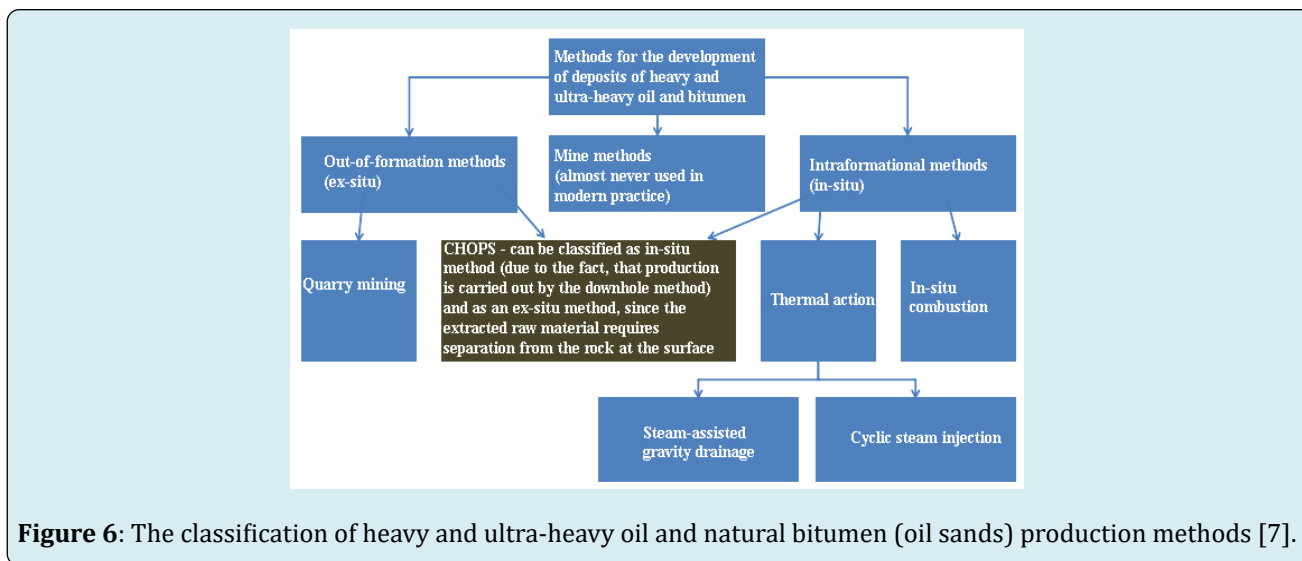 Methods for the development
of deposits of heavy and
ultra-heavy oil and bitumen
Out-of-formation methods
(ex-situ)
Mine methods
(almost never used in
modern practice)
Intraformational methods
(in-situ)
Quarry mining
CHOPS - can be classified as in-situ
method (due to the fact, that production
is carried out by the downhole method)
and as an ex-situ method, since the
extracted raw material requires
separation from the rock at the surface
Thermal action
In-situ
combustion
Steam-assisted
gravity drainage
Cyclic steam injection
Figure 6: The classification of heavy and ultra-heavy oil and natural bitumen (oil sands) production methods [7].